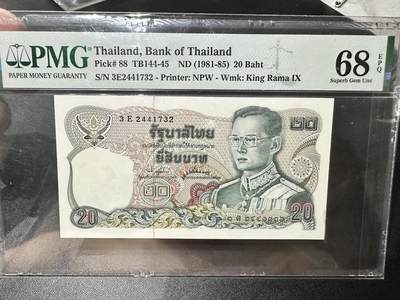 PMG
PAPER MONEY GUARANTY
Thailand, Bank of Thailand
Pick# 88 TB144-45 ND (1981-85) 20 Baht
S/N 3E2441732 - Printer: NPW - Wmk: King Rama IX
68 EPQ
Superb Gem Unc
3 E 2441732
๒๐
รัฐบาลไทย
ยี่สิบบาท
๒๐
20
20